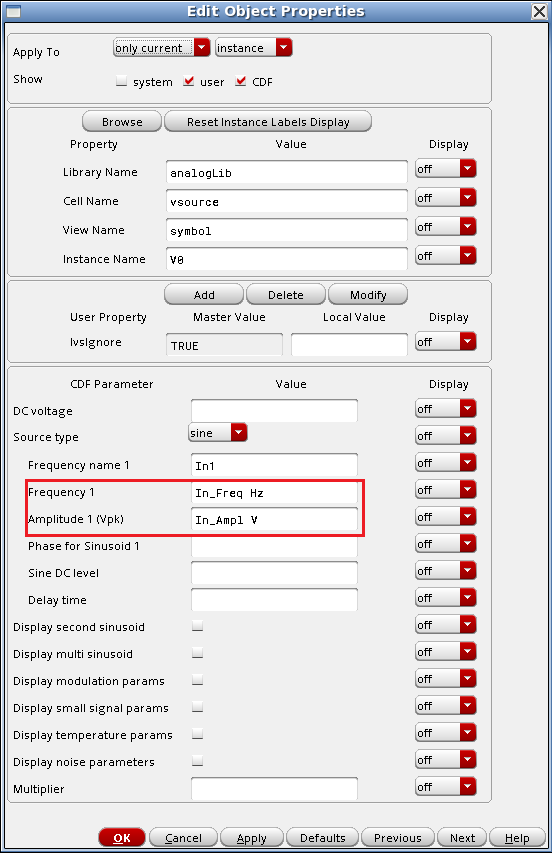 Edit Object Properties
Apply To only current instance
Show system user CDF
Browse Reset Instance Labels Display
Property Value Display
Library Name analogLib off
Cell Name vsource off
View Name symbol off
Instance Name V0 off
Add Delete Modify
User Property Master Value Local Value Display
lvsIgnore TRUE off
CDF Parameter Value Display
DC voltage off
Source type sine off
Frequency name 1 In1 off
Frequency 1 In_Freq Hz off
Amplitude 1 (Vpk) In_Ampl V off
Phase for Sinusoid 1 off
Sine DC level off
Delay time off
Display second sinusoid off
Display multi sinusoid off
Display modulation params off
Display small signal params off
Display temperature params off
Display noise parameters off
Multiplier off
OK Cancel Apply Defaults Previous Next Help